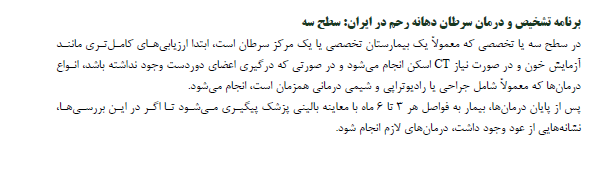 برنامه تشخیص و درمان سرطان دهانه رحم در ایران: سطح سه
در سطح سه یا تخصصی که معمولاً یک بیمارستان تخصصی یا یک مرکز سرطان است، ابتدا ارزیابی‌های کامل‌تری مانند
آزمایش خون و در صورت نیاز CT اسکن انجام می‌شود و در صورتی که درگیری اعضای دوردست وجود نداشته باشد، انواع
درمان‌ها که معمولاً شامل جراحی یا رادیوتراپی و شیمی درمانی همزمان است، انجام می‌شود.
پس از پایان درمان‌ها، بیمار به فواصل هر ۳ تا ۶ ماه با معاینه بالینی پزشک پیگیری می‌شود تا اگر در این بررسی‌ها،
نشانه‌هایی از عود وجود داشت، درمان‌های لازم انجام شود.